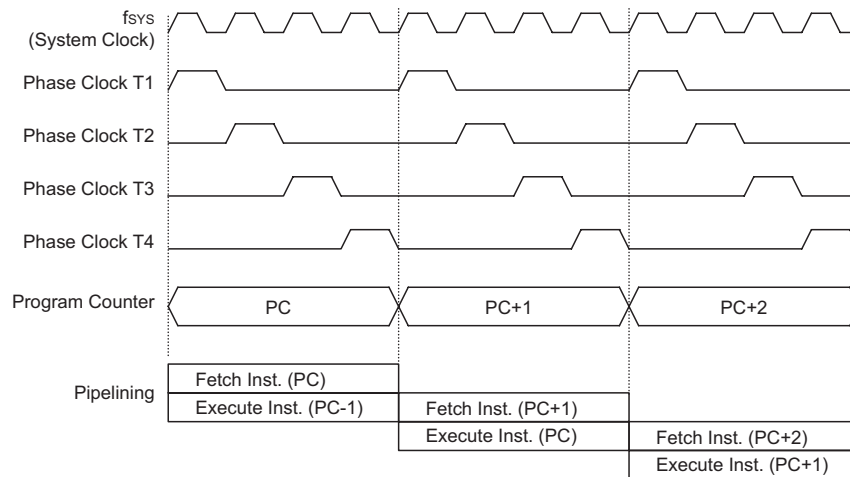 fSYS
(System Clock)
Phase Clock T1
Phase Clock T2
Phase Clock T3
Phase Clock T4
Program Counter
PC
PC+1
PC+2
Pipelining
Fetch Inst. (PC)
Execute Inst. (PC-1)
Fetch Inst. (PC+1)
Execute Inst. (PC)
Fetch Inst. (PC+2)
Execute Inst. (PC+1)